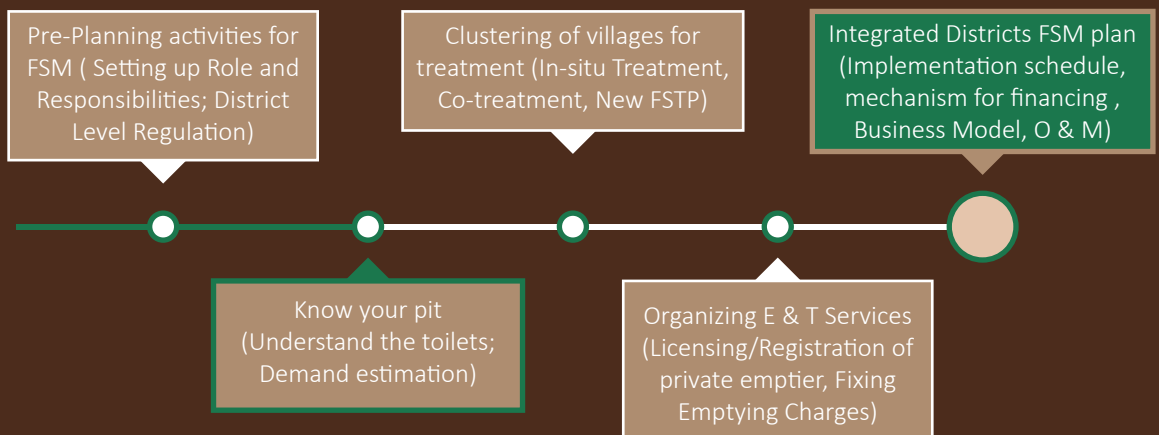 Pre-Planning activities for
FSM ( Setting up Role and
Responsibilities; District
Level Regulation)
Know your pit
(Understand the toilets;
Demand estimation)
Clustering of villages for
treatment (In-situ Treatment,
Co-treatment, New FSTP)
Organizing E & T Services
(Licensing/Registration of
private emptier, Fixing
Emptying Charges)
Integrated Districts FSM plan
(Implementation schedule,
mechanism for financing ,
Business Model, O & M)